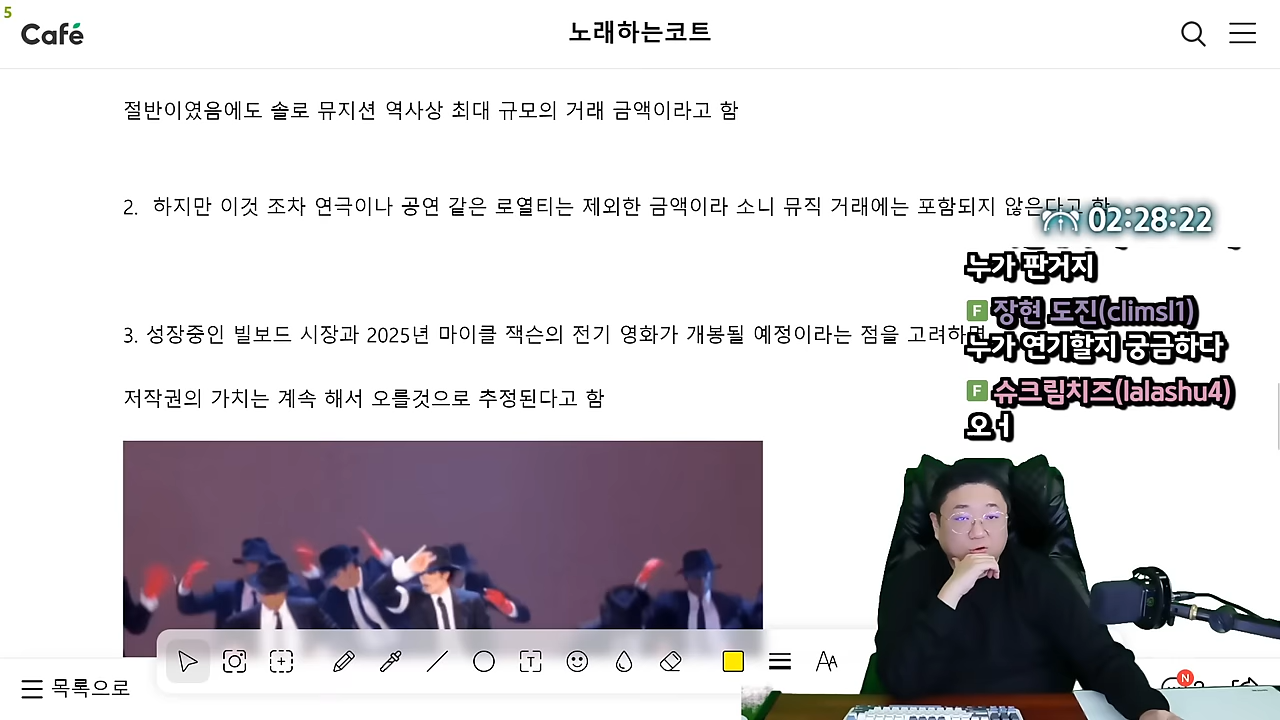 5
Café
노래하는코트
절반이였음에도 솔로 뮤지션 역사상 최대 규모의 거래 금액이라고 함
2. 하지만 이것 조차 연극이나 공연 같은 로열티는 제외한 금액이라 소니 뮤직 거래에는 포함되지 않은다고 함
02:28:22
누가 판거지
F 장현 도진(climsl1)
3. 성장중인 빌보드 시장과 2025년 마이클 잭슨의 전기 영화가 개봉될 예정이라는 점을 고려하면
누가 연기할지 궁금하다
저작권의 가치는 계속 해서 오를것으로 추정된다고 함
F 슈크림치즈(lalashu4)
오ㅓ
T
AA
목록으로
N